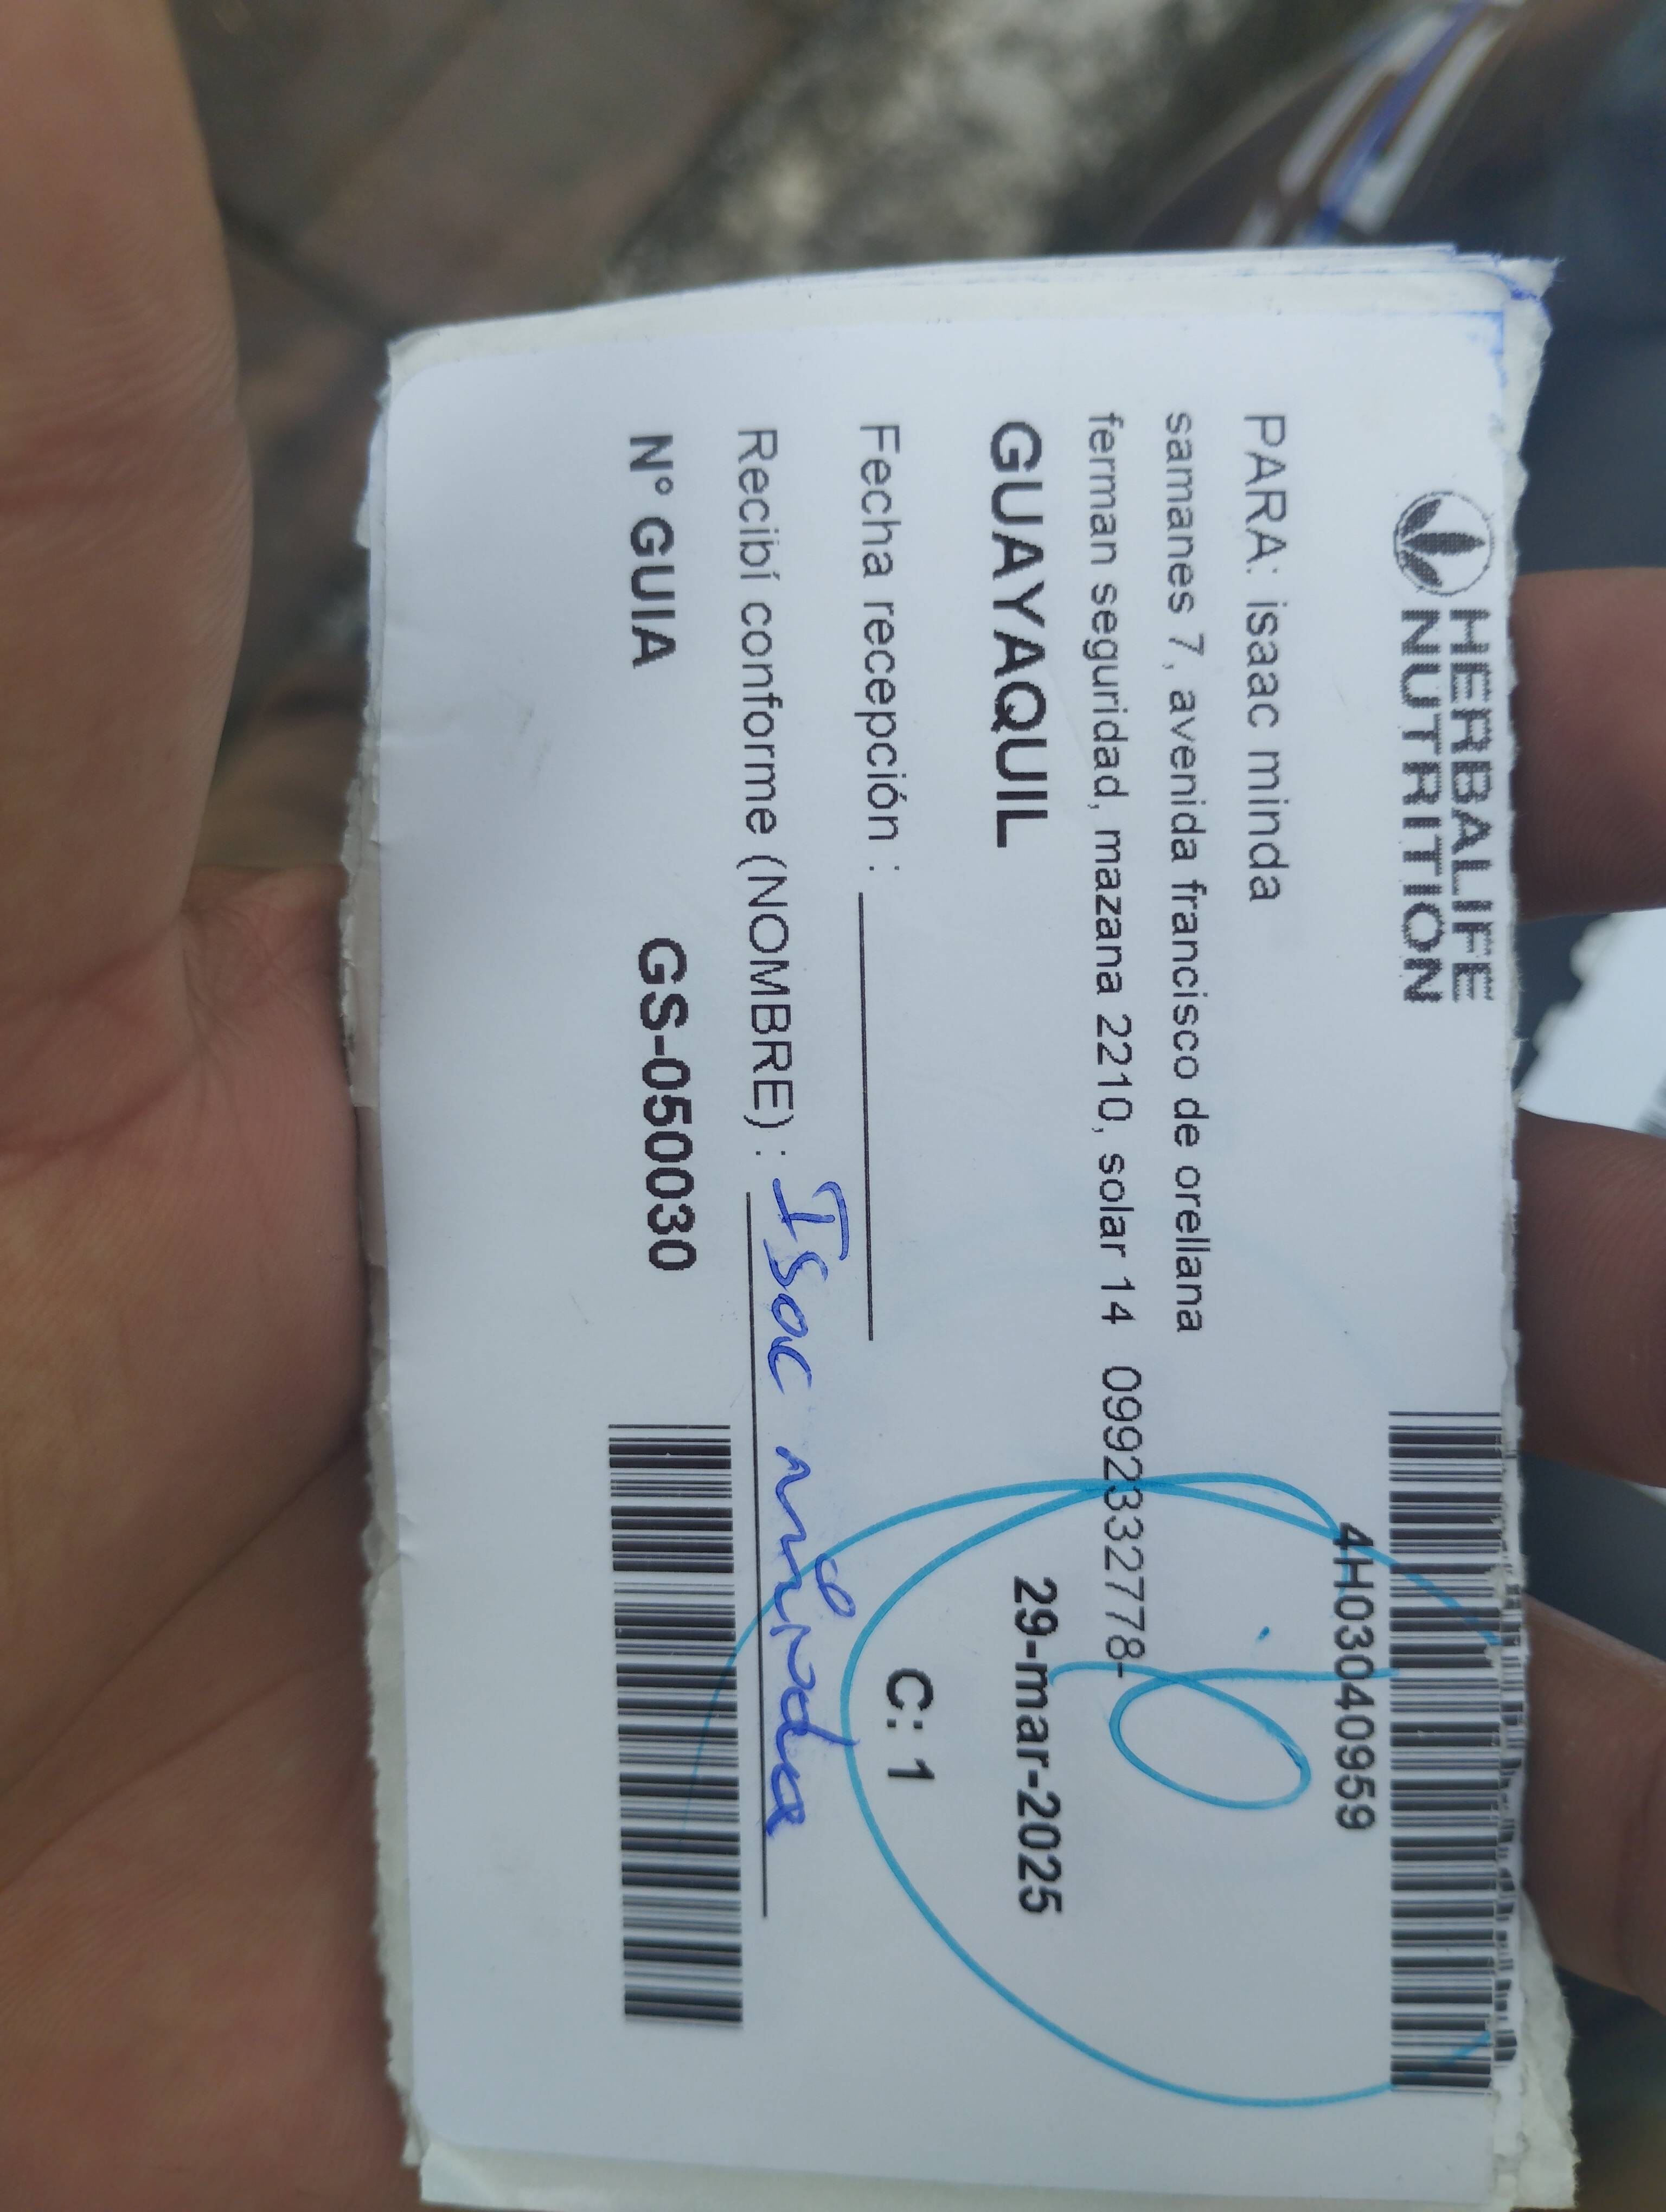 HERBALIFE
NUTRITION
4H03040959
PARA: isaac minda
samanes 7, avenida francisco de orellana
ferman seguridad, mazana 2210, solar 14 0992332778-
GUAYAQUIL
29-mar-2025
Fecha recepción :
C: 1
Recibí conforme (NOMBRE) : Isac minda
N° GUIA GS-050030